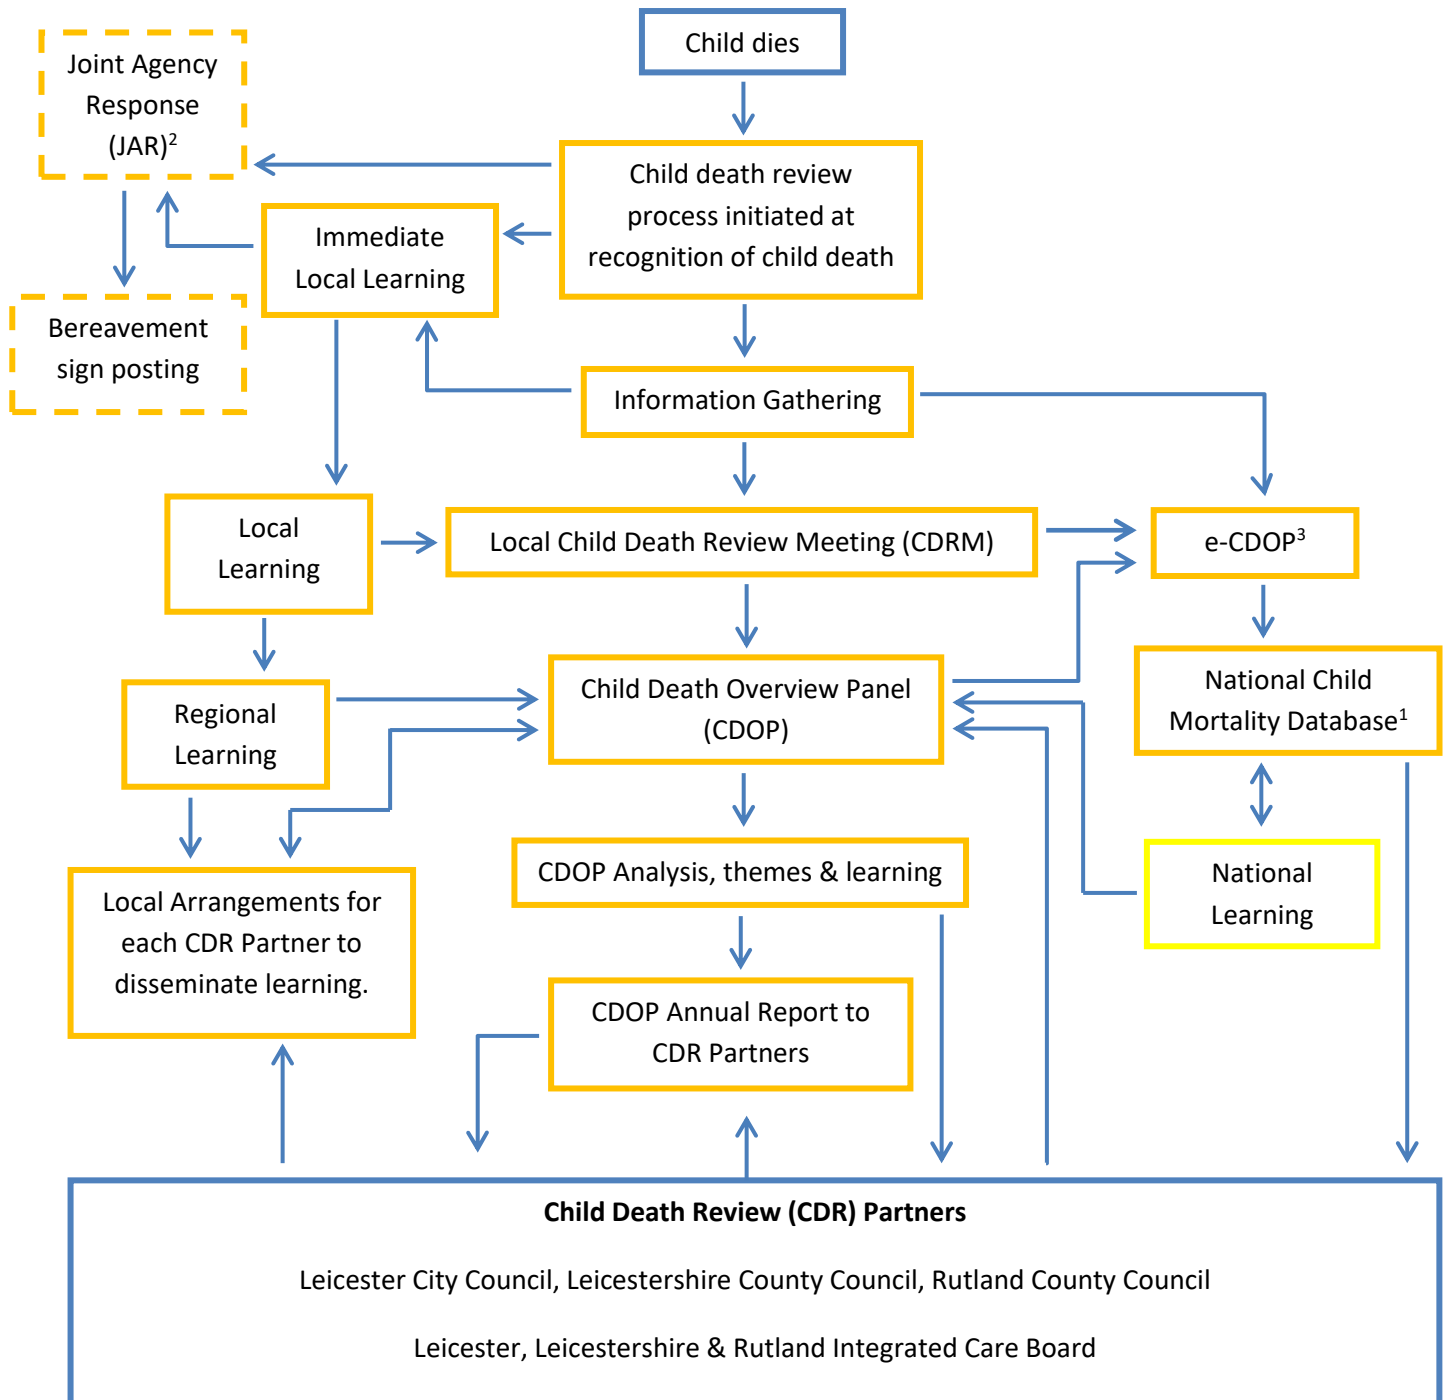 Child dies
Joint Agency
Response
(JAR)²
Child death review
process initiated at
recognition of child death
Immediate
Local Learning
Bereavement
sign posting
Information Gathering
Local
Learning
Local Child Death Review Meeting (CDRM)
e-CDOP³
Regional
Learning
Child Death Overview Panel
(CDOP)
National Child
Mortality Database¹
CDOP Analysis, themes & learning
National
Learning
Local Arrangements for
each CDR Partner to
disseminate learning.
CDOP Annual Report to
CDR Partners
Child Death Review (CDR) Partners
Leicester City Council, Leicestershire County Council, Rutland County Council
Leicester, Leicestershire & Rutland Integrated Care Board